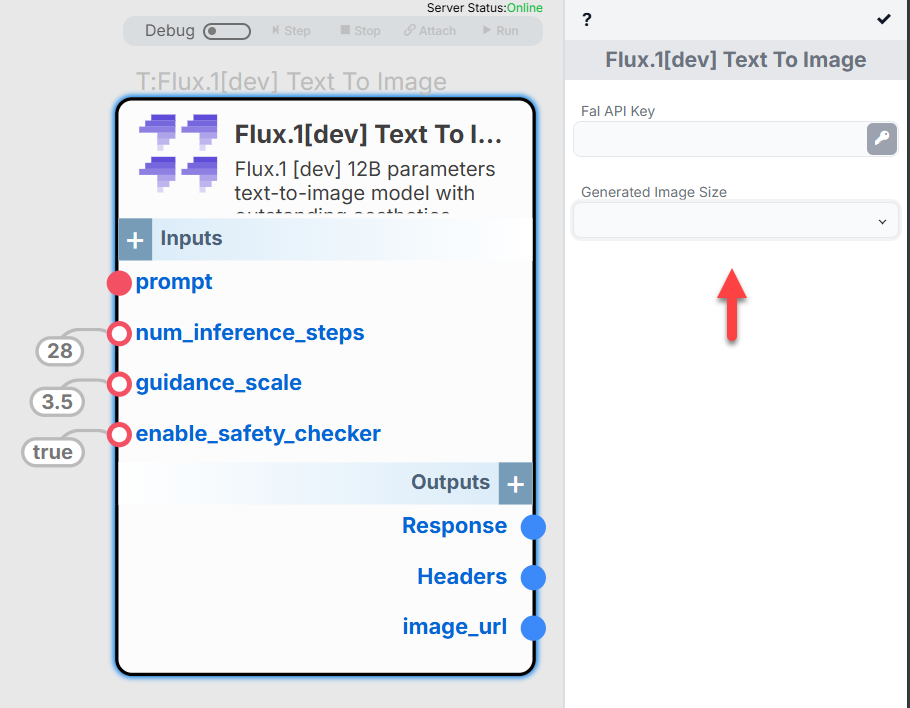 Server Status:Online
Debug
Step
Stop
Attach
Run
T:Flux.1[dev] Text To Image
Flux.1[dev] Text To I...
Flux.1 [dev] 12B parameters
text-to-image model with
outstanding aesthetics.
+ Inputs
prompt
num_inference_steps
28
guidance_scale
3.5
enable_safety_checker
true
Outputs +
Response
Headers
image_url
?
Flux.1[dev] Text To Image
Fal API Key
Generated Image Size